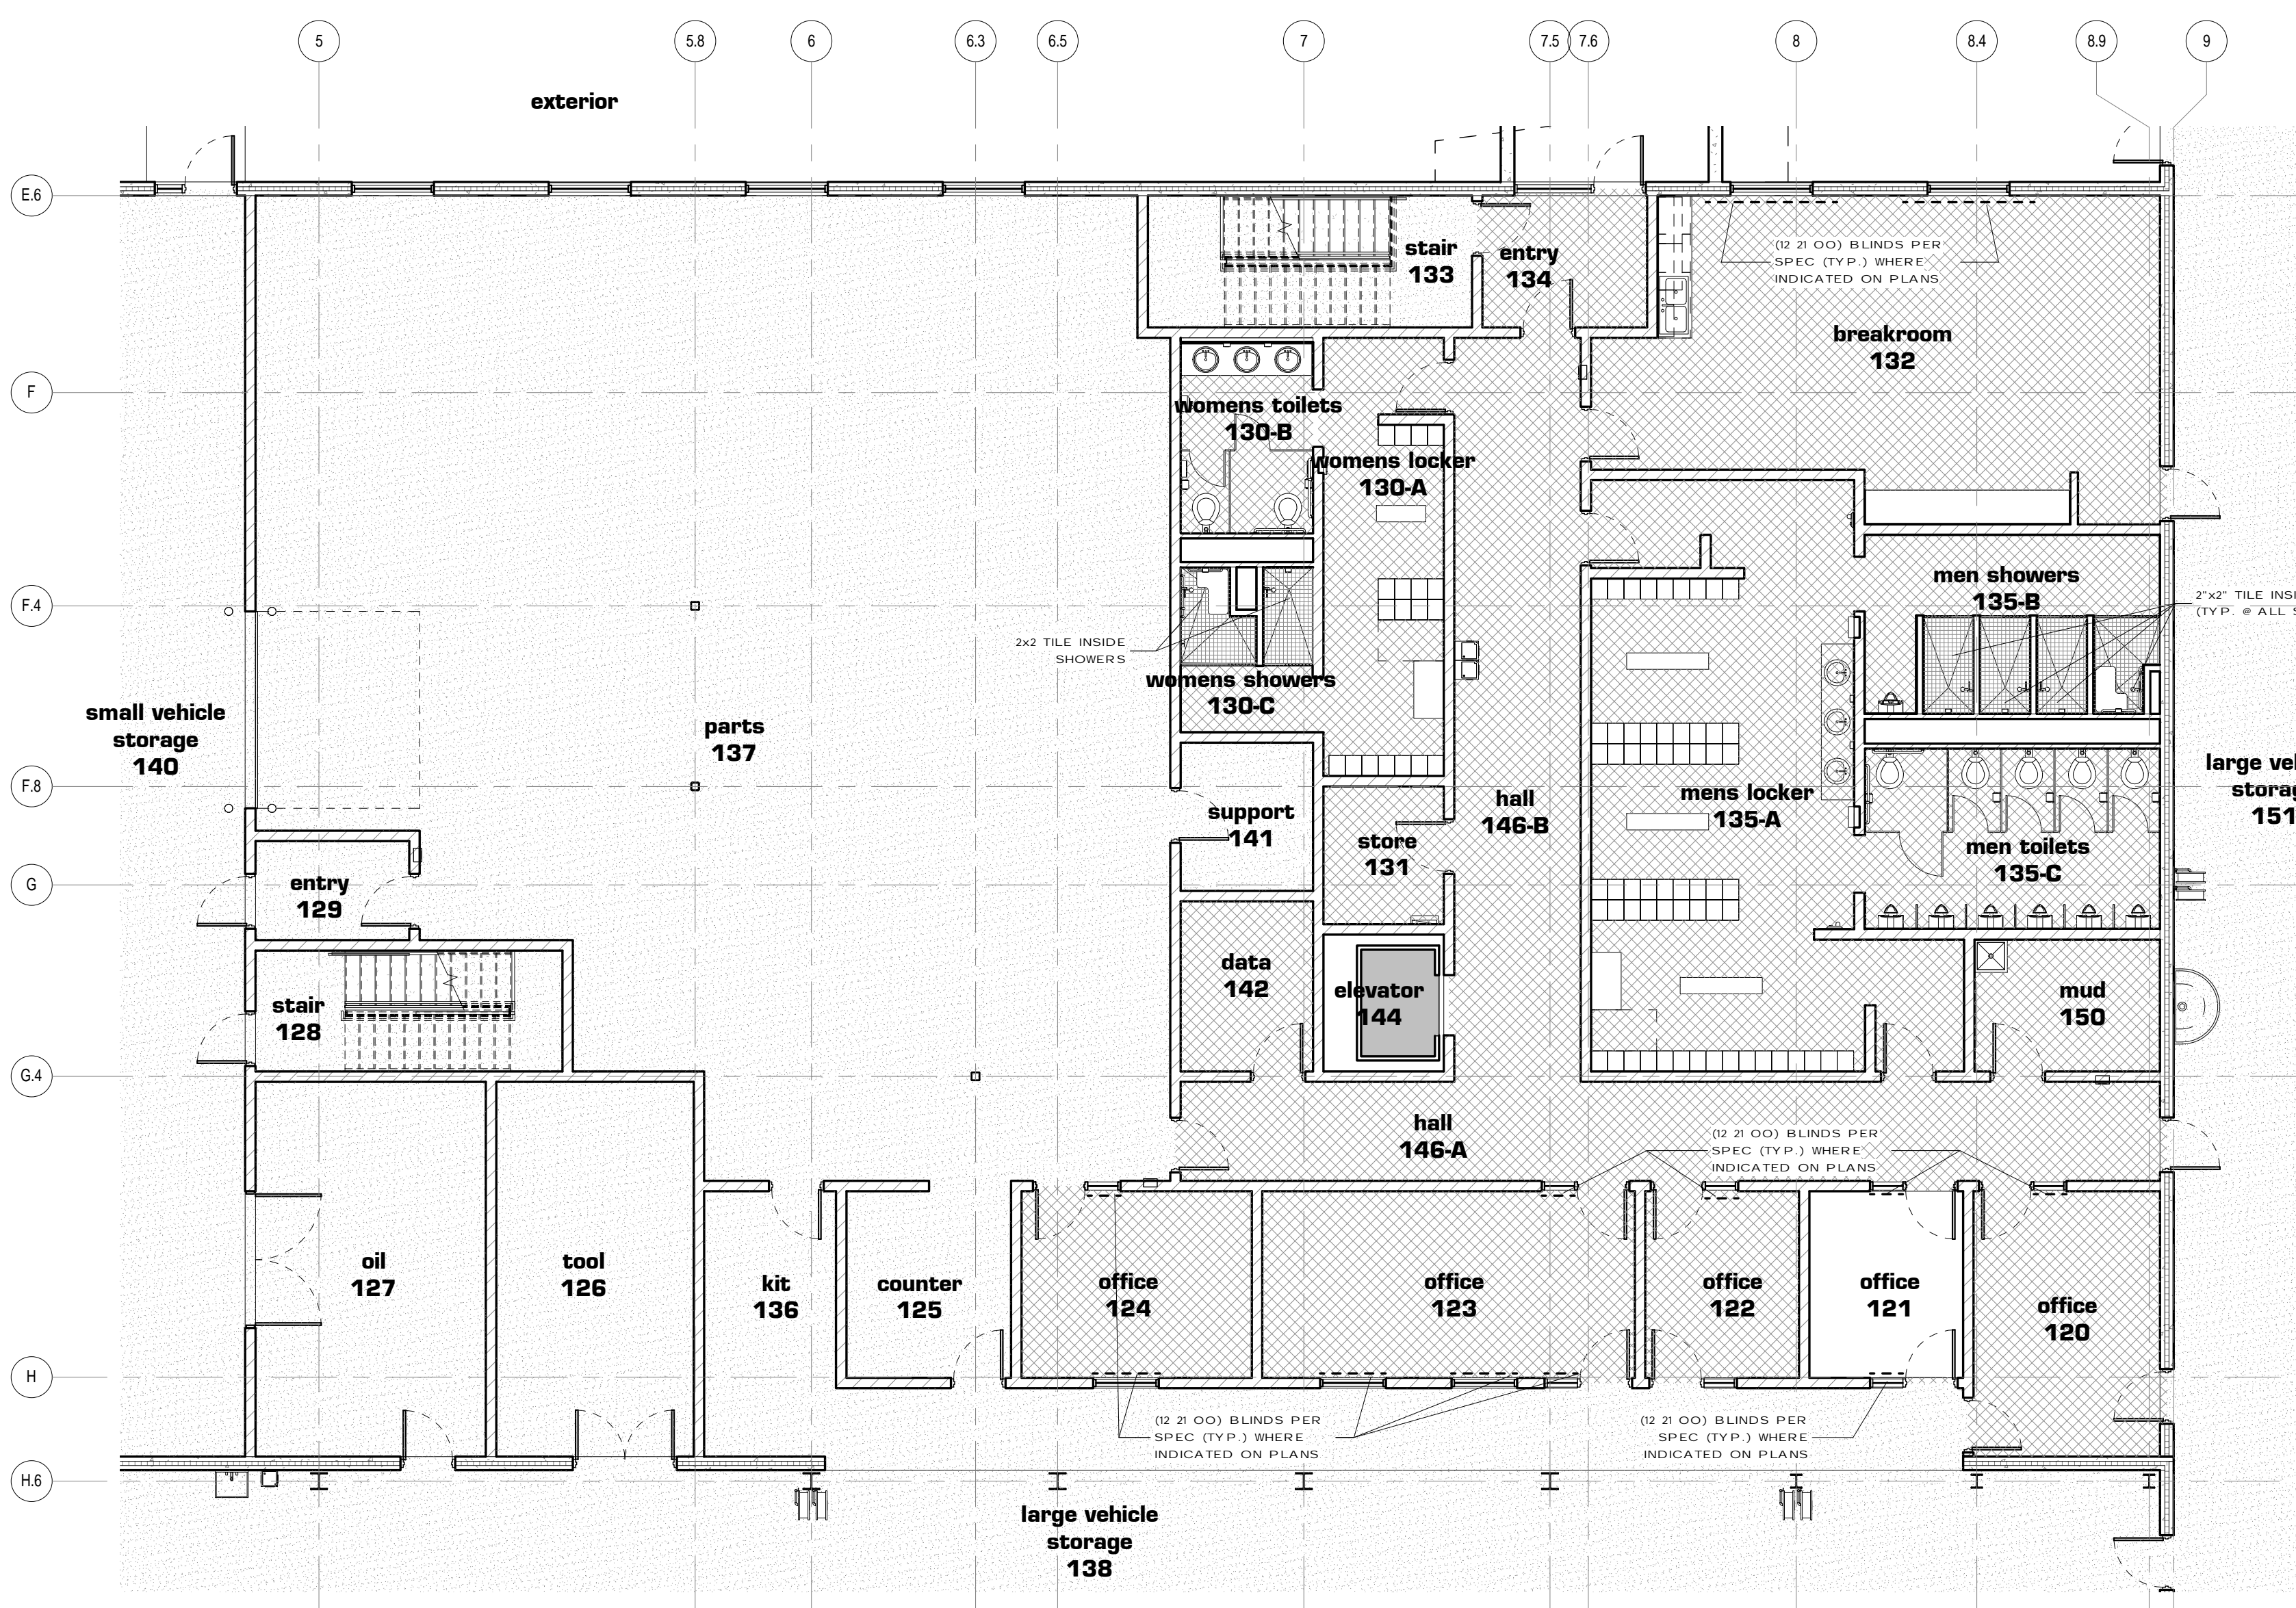 5 5.8 6 6.3 6.5 7 7.5 7.6 8 8.4 8.9 9
exterior
E.6
stair
133
entry
134
(12 21 00) BLINDS PER
SPEC (TYP.) WHERE
INDICATED ON PLANS
breakroom
132
F
womens toilets
130-B
womens locker
130-A
F.4
men showers
135-B
2"x2" TILE INSI
(TYP. @ ALL S
2x2 TILE INSIDE
SHOWERS
womens showers
130-C
small vehicle
storage
140
parts
137
F.8
support
141
store
131
hall
146-B
mens locker
135-A
large veh
storag
151
men toilets
135-C
G
entry
129
data
142
elevator
144
mud
150
stair
128
G.4
hall
146-A
(12 21 00) BLINDS PER
SPEC (TYP.) WHERE
INDICATED ON PLANS
oil
127
tool
126
kit
136
counter
125
office
124
office
123
office
122
office
121
office
120
H
(12 21 00) BLINDS PER
SPEC (TYP.) WHERE
INDICATED ON PLANS
(12 21 00) BLINDS PER
SPEC (TYP.) WHERE
INDICATED ON PLANS
H.6
large vehicle
storage
138